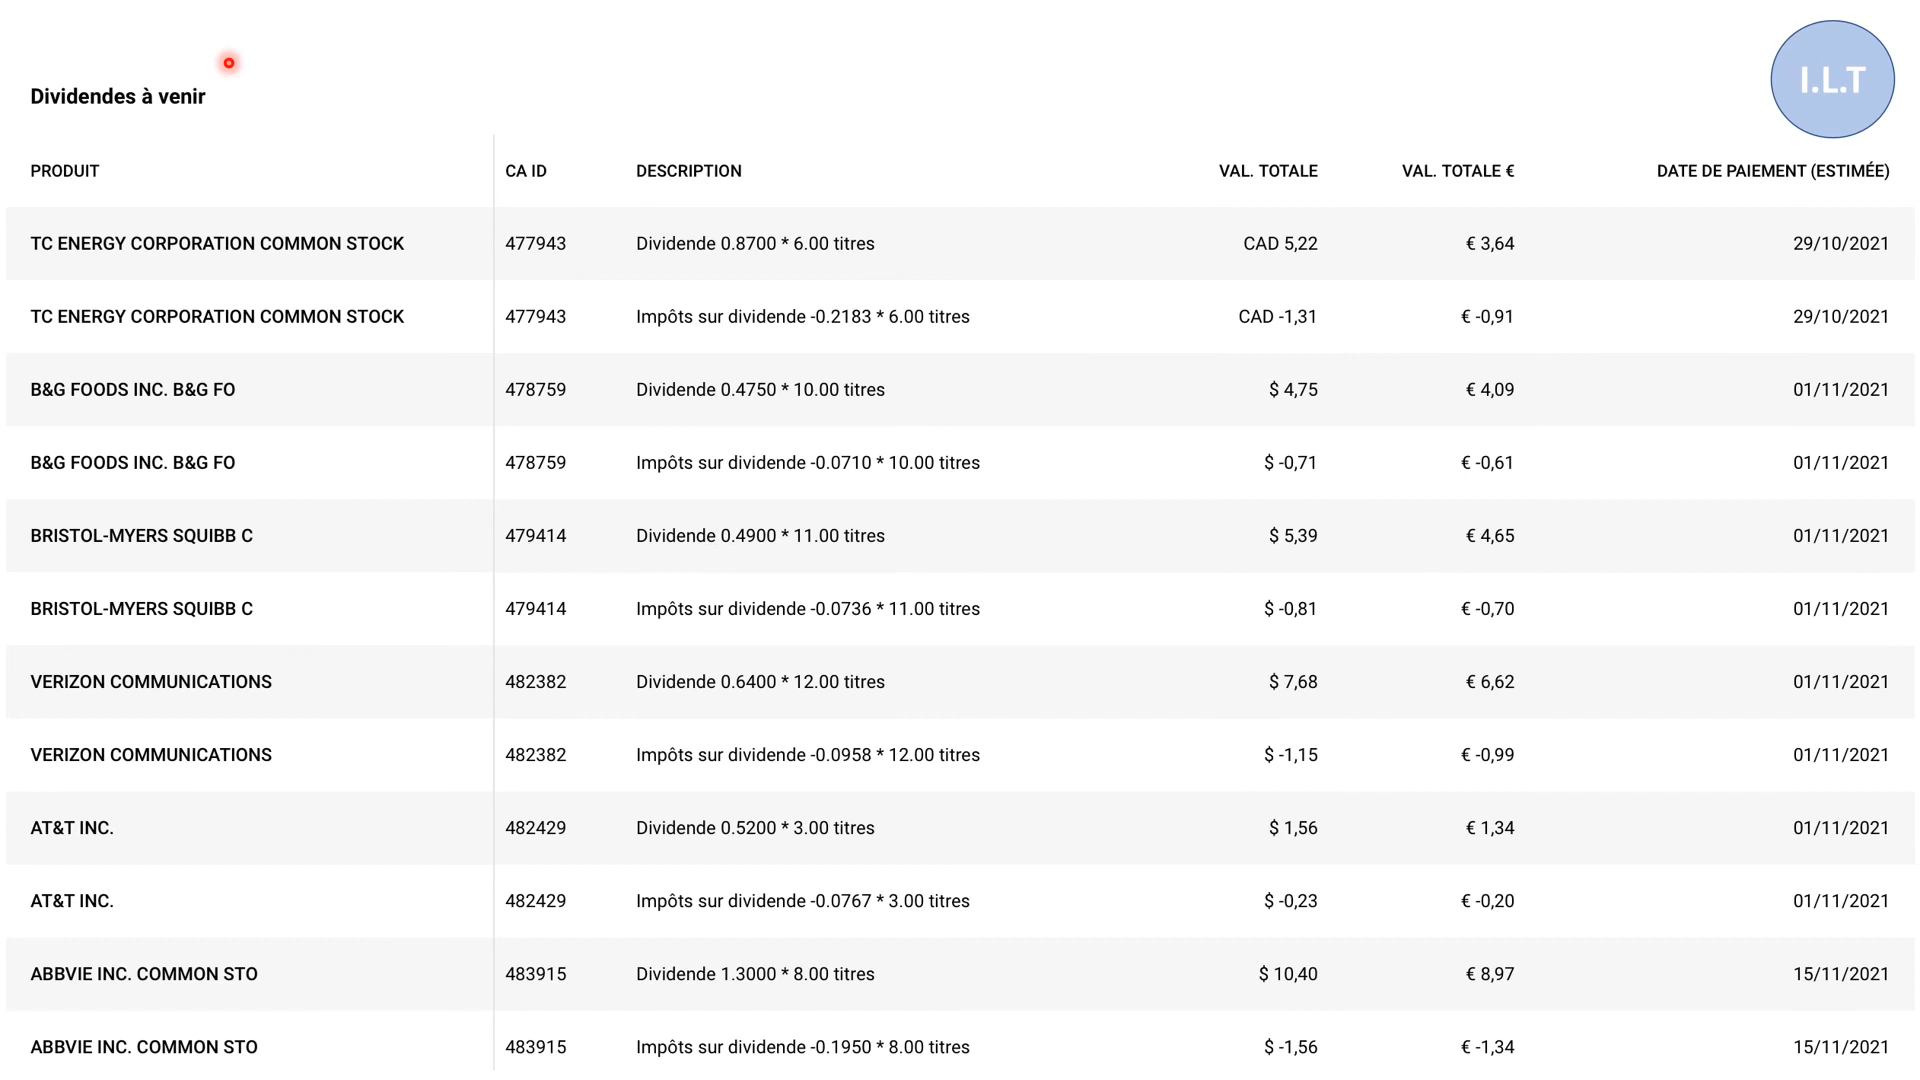 I.L.T
Dividendes à venir
PRODUIT CA ID DESCRIPTION VAL. TOTALE VAL. TOTALE € DATE DE PAIEMENT (ESTIMÉE)
TC ENERGY CORPORATION COMMON STOCK 477943 Dividende 0.8700 * 6.00 titres CAD 5,22 € 3,64 29/10/2021
TC ENERGY CORPORATION COMMON STOCK 477943 Impôts sur dividende -0.2183 * 6.00 titres CAD -1,31 € -0,91 29/10/2021
B&G FOODS INC. B&G FO 478759 Dividende 0.4750 * 10.00 titres $ 4,75 € 4,09 01/11/2021
B&G FOODS INC. B&G FO 478759 Impôts sur dividende -0.0710 * 10.00 titres $ -0,71 € -0,61 01/11/2021
BRISTOL-MYERS SQUIBB C 479414 Dividende 0.4900 * 11.00 titres $ 5,39 € 4,65 01/11/2021
BRISTOL-MYERS SQUIBB C 479414 Impôts sur dividende -0.0736 * 11.00 titres $ -0,81 € -0,70 01/11/2021
VERIZON COMMUNICATIONS 482382 Dividende 0.6400 * 12.00 titres $ 7,68 € 6,62 01/11/2021
VERIZON COMMUNICATIONS 482382 Impôts sur dividende -0.0958 * 12.00 titres $ -1,15 € -0,99 01/11/2021
AT&T INC. 482429 Dividende 0.5200 * 3.00 titres $ 1,56 € 1,34 01/11/2021
AT&T INC. 482429 Impôts sur dividende -0.0767 * 3.00 titres $ -0,23 € -0,20 01/11/2021
ABBVIE INC. COMMON STO 483915 Dividende 1.3000 * 8.00 titres $ 10,40 € 8,97 15/11/2021
ABBVIE INC. COMMON STO 483915 Impôts sur dividende -0.1950 * 8.00 titres $ -1,56 € -1,34 15/11/2021